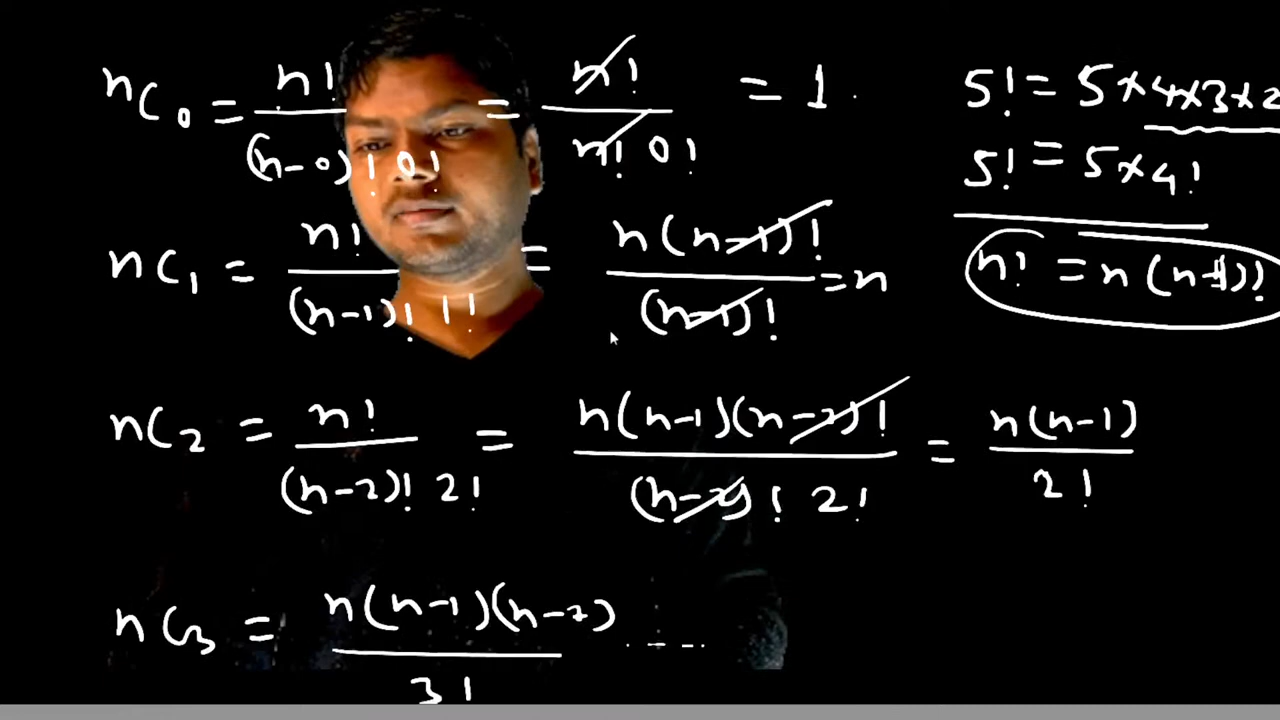 nC₀ = n! / (n-0)! 0! = n! / n! 0! = 1.
5! = 5×4×3×2
5! = 5×4!
nC₁ = n! / (n-1)! 1! = n(n-1)! / (n-1)! = n
n! = n(n-1)!
nC₂ = n! / (n-2)! 2! = n(n-1)(n-2)! / (n-2)! 2! = n(n-1) / 2!
nC₃ = n(n-1)(n-2) / 3! .....